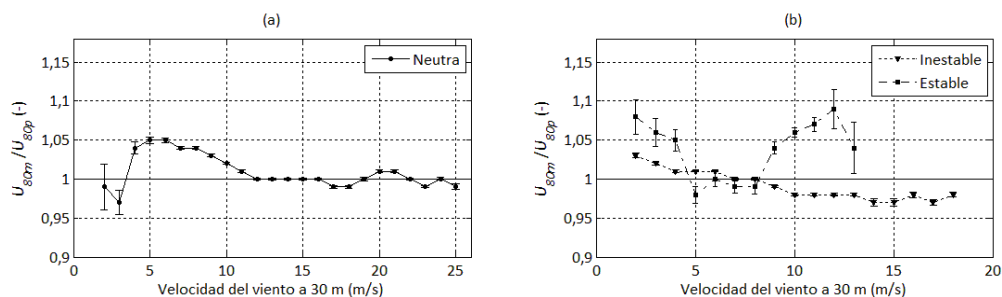 (a)
U80m /U80p (-)
1,15
1,1
1,05
1
0,95
0,9
0
5
10
15
20
25
Velocidad del viento a 30 m (m/s)
Neutra
(b)
U80m /U80p (-)
1,15
1,1
1,05
1
0,95
0,9
0
5
10
15
20
Velocidad del viento a 30 m (m/s)
Inestable
Estable